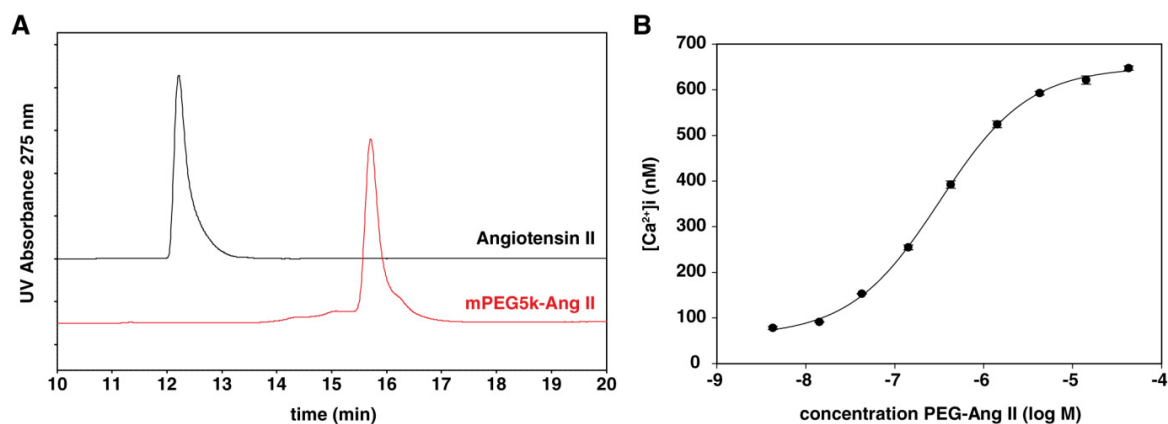 A
UV Absorbance 275 nm
Angiotensin II
mPEG5k-Ang II
10 11 12 13 14 15 16 17 18 19 20
time (min)
B
[Ca²⁺]i (nM)
700
600
500
400
300
200
100
0
-9 -8 -7 -6 -5 -4
concentration PEG-Ang II (log M)